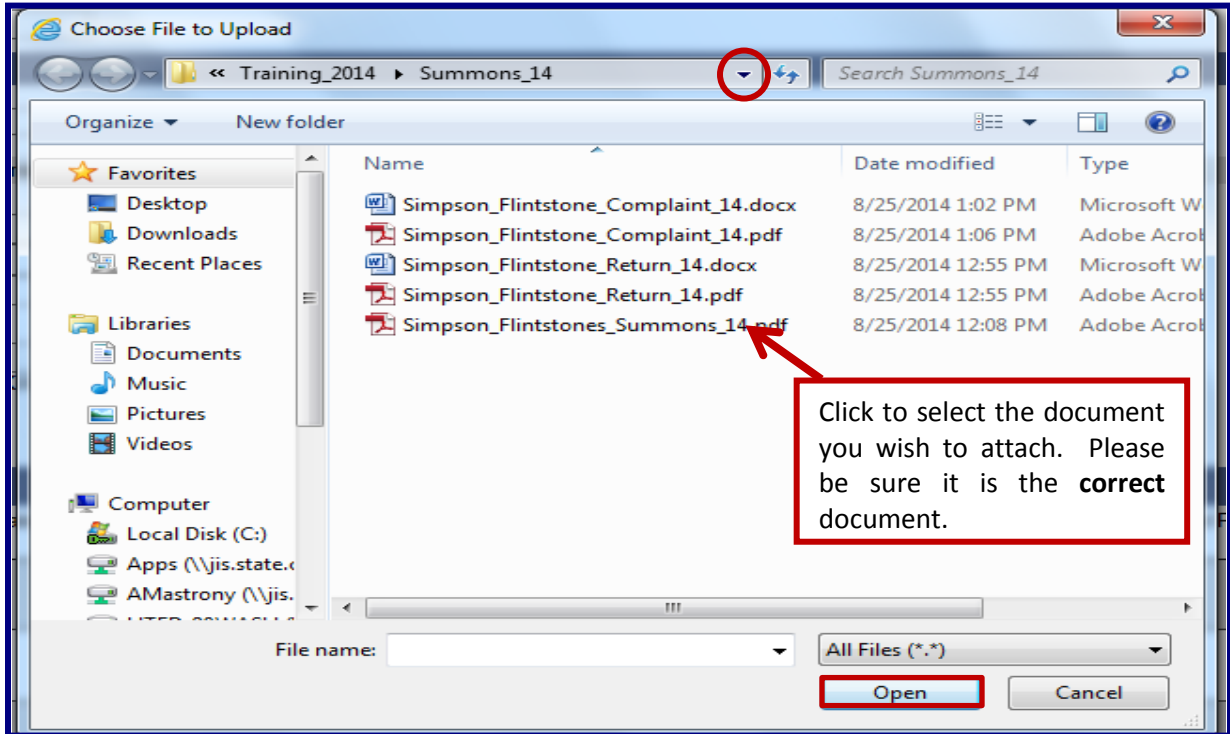 Choose File to Upload
« Training_2014 ▸ Summons_14
Search Summons_14
Organize ▾ New folder
Name Date modified Type
Favorites
Desktop
Downloads
Recent Places
Libraries
Documents
Music
Pictures
Videos
Computer
Local Disk (C:)
Apps (\\jis.state.
AMastrony (\\jis.
Simpson_Flintstone_Complaint_14.docx 8/25/2014 1:02 PM Microsoft W
Simpson_Flintstone_Complaint_14.pdf 8/25/2014 1:06 PM Adobe Acrob
Simpson_Flintstone_Return_14.docx 8/25/2014 12:55 PM Microsoft W
Simpson_Flintstone_Return_14.pdf 8/25/2014 12:55 PM Adobe Acrob
Simpson_Flintstones_Summons_14.pdf 8/25/2014 12:08 PM Adobe Acrob
Click to select the document
you wish to attach. Please
be sure it is the correct
document.
File name:
All Files (*.*)
Open Cancel